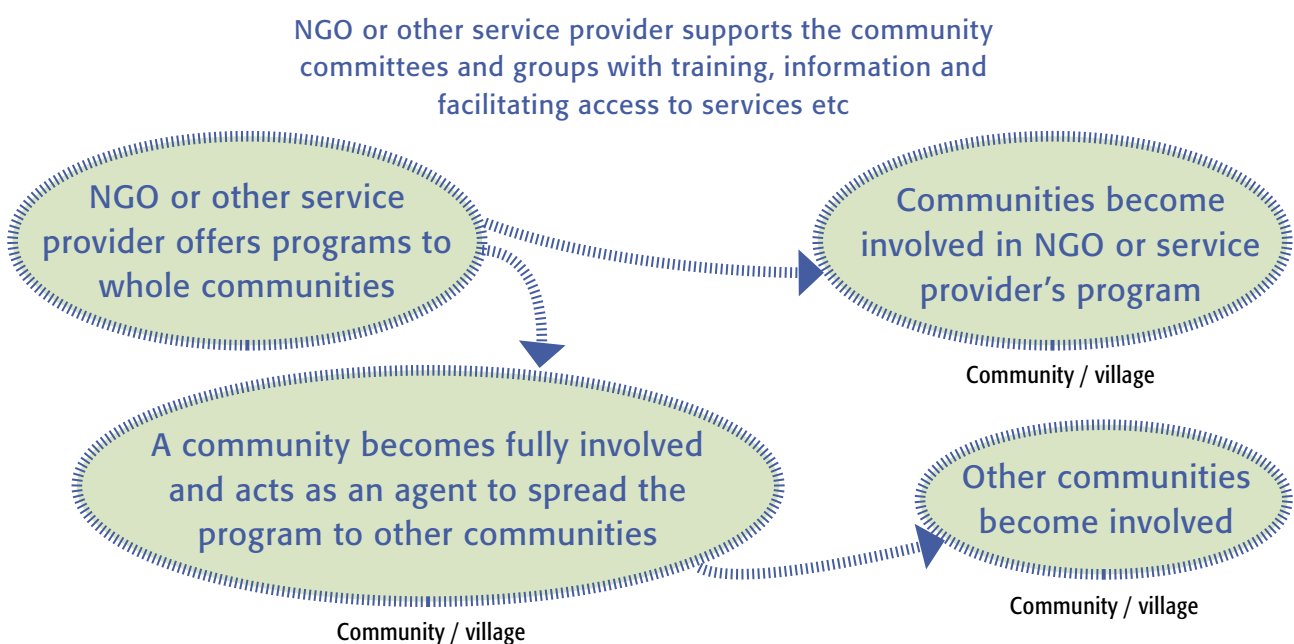 NGO or other service provider supports the community
committees and groups with training, information and
facilitating access to services etc
NGO or other service
provider offers programs to
whole communities
Communities become
involved in NGO or service
provider’s program
Community / village
A community becomes fully involved
and acts as an agent to spread the
program to other communities
Community / village
Other communities
become involved
Community / village